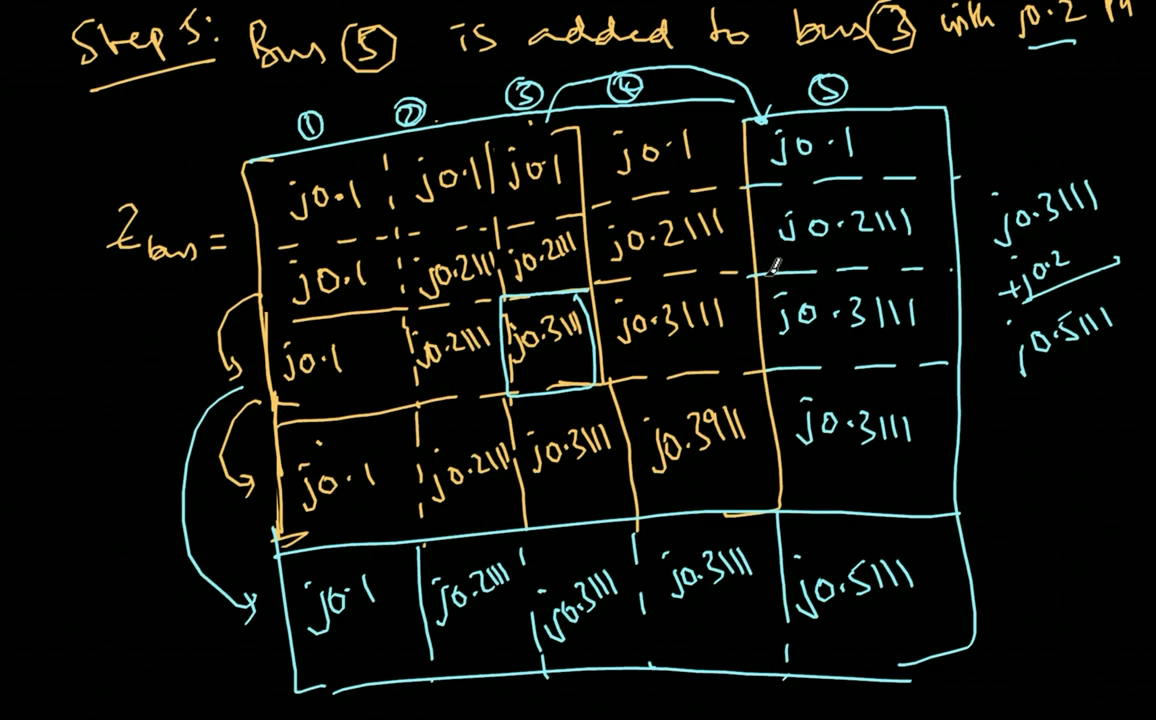 Step 5: Bus ⑤ is added to bus ③ with j0.2
① ② ③ ④ ⑤
j0.1 j0.1 j0.1 j0.1 j0.1
Zbus = j0.1 j0.2111 j0.2111 j0.2111 j0.2111
j0.1 j0.2111 j0.3111 j0.3111 j0.3111
j0.1 j0.2111 j0.3111 j0.3911 j0.3111
j0.1 j0.2111 j0.3111 j0.3111 j0.5111
j0.3111
+j0.2
j0.5111